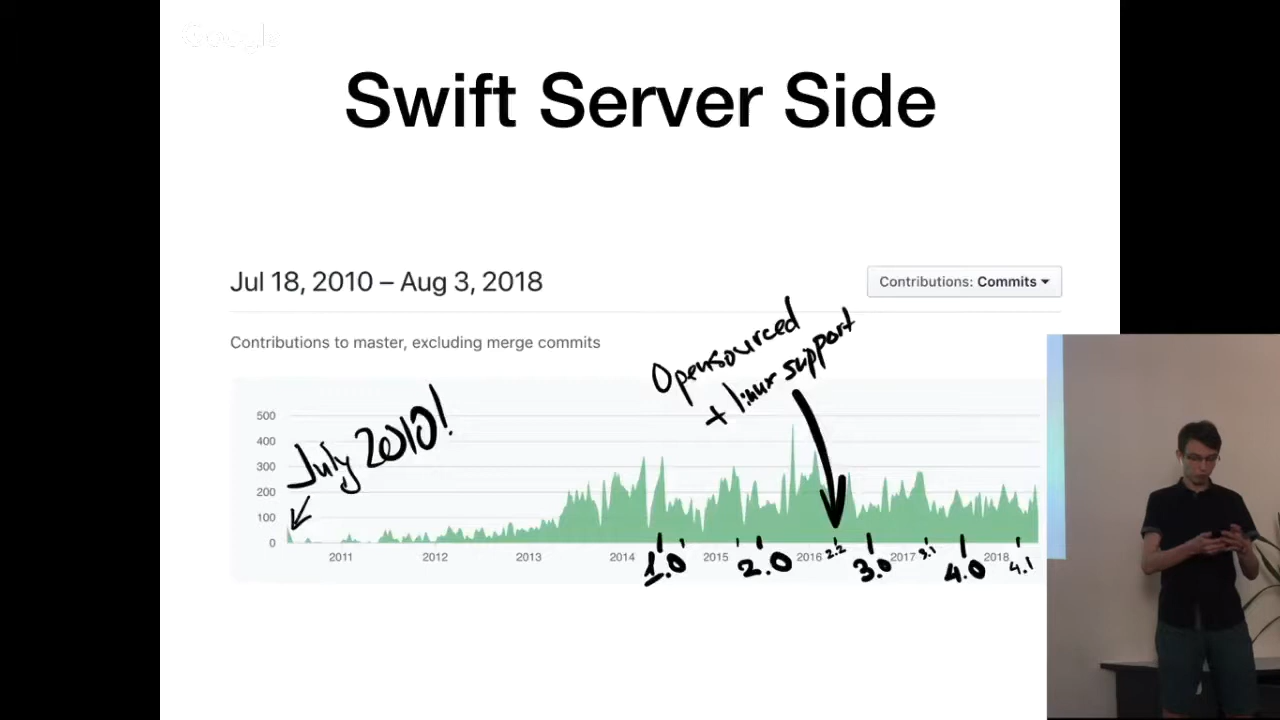 Google
Swift Server Side
Jul 18, 2010 – Aug 3, 2018
Contributions: Commits
Contributions to master, excluding merge commits
Opensourced
+ linux support
July 2010!
500
400
300
200
100
0
2011 2012 2013 2014 2015 2016 2017 2018
1.0 2.0 2.2 3.0 3.1 4.0 4.1